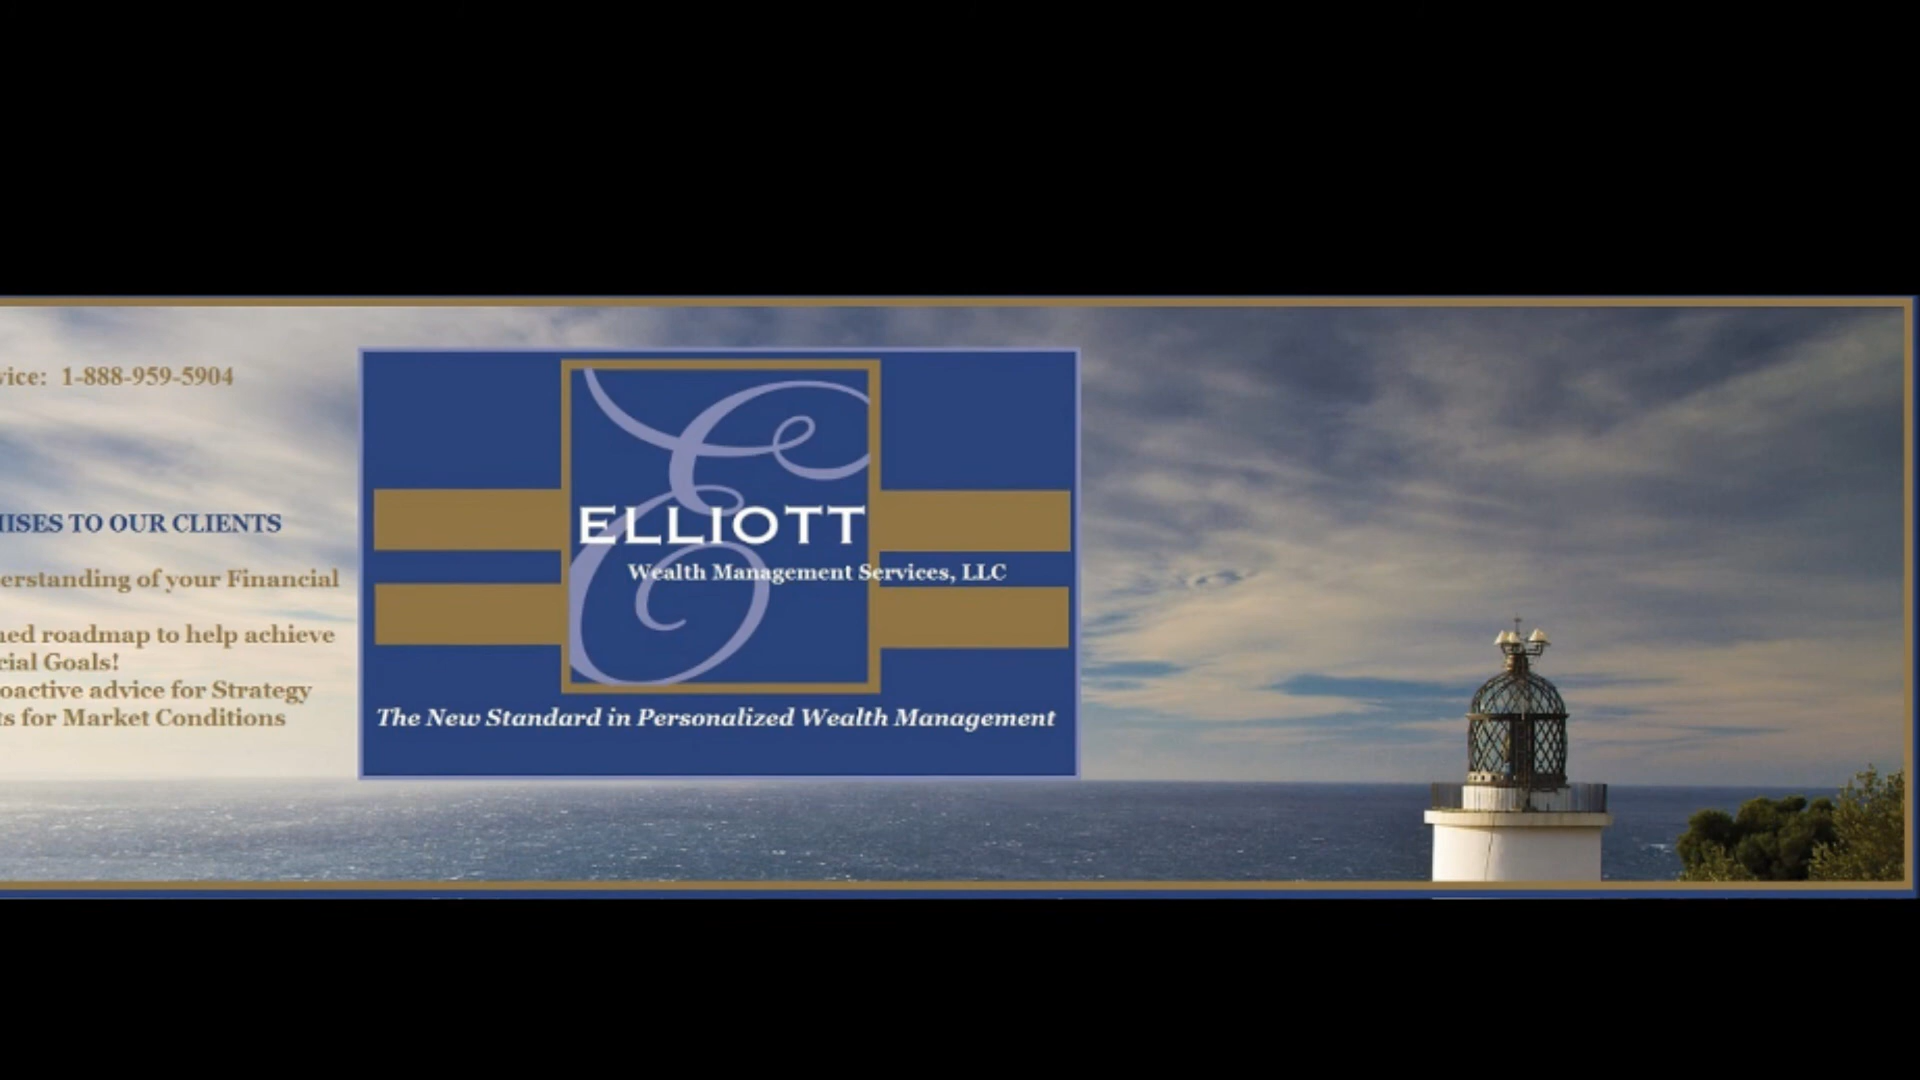 vice: 1-888-959-5904
MISES TO OUR CLIENTS
erstanding of your Financial
ned roadmap to help achieve
cial Goals!
oactive advice for Strategy
ts for Market Conditions
ELLIOTT
Wealth Management Services, LLC
The New Standard in Personalized Wealth Management